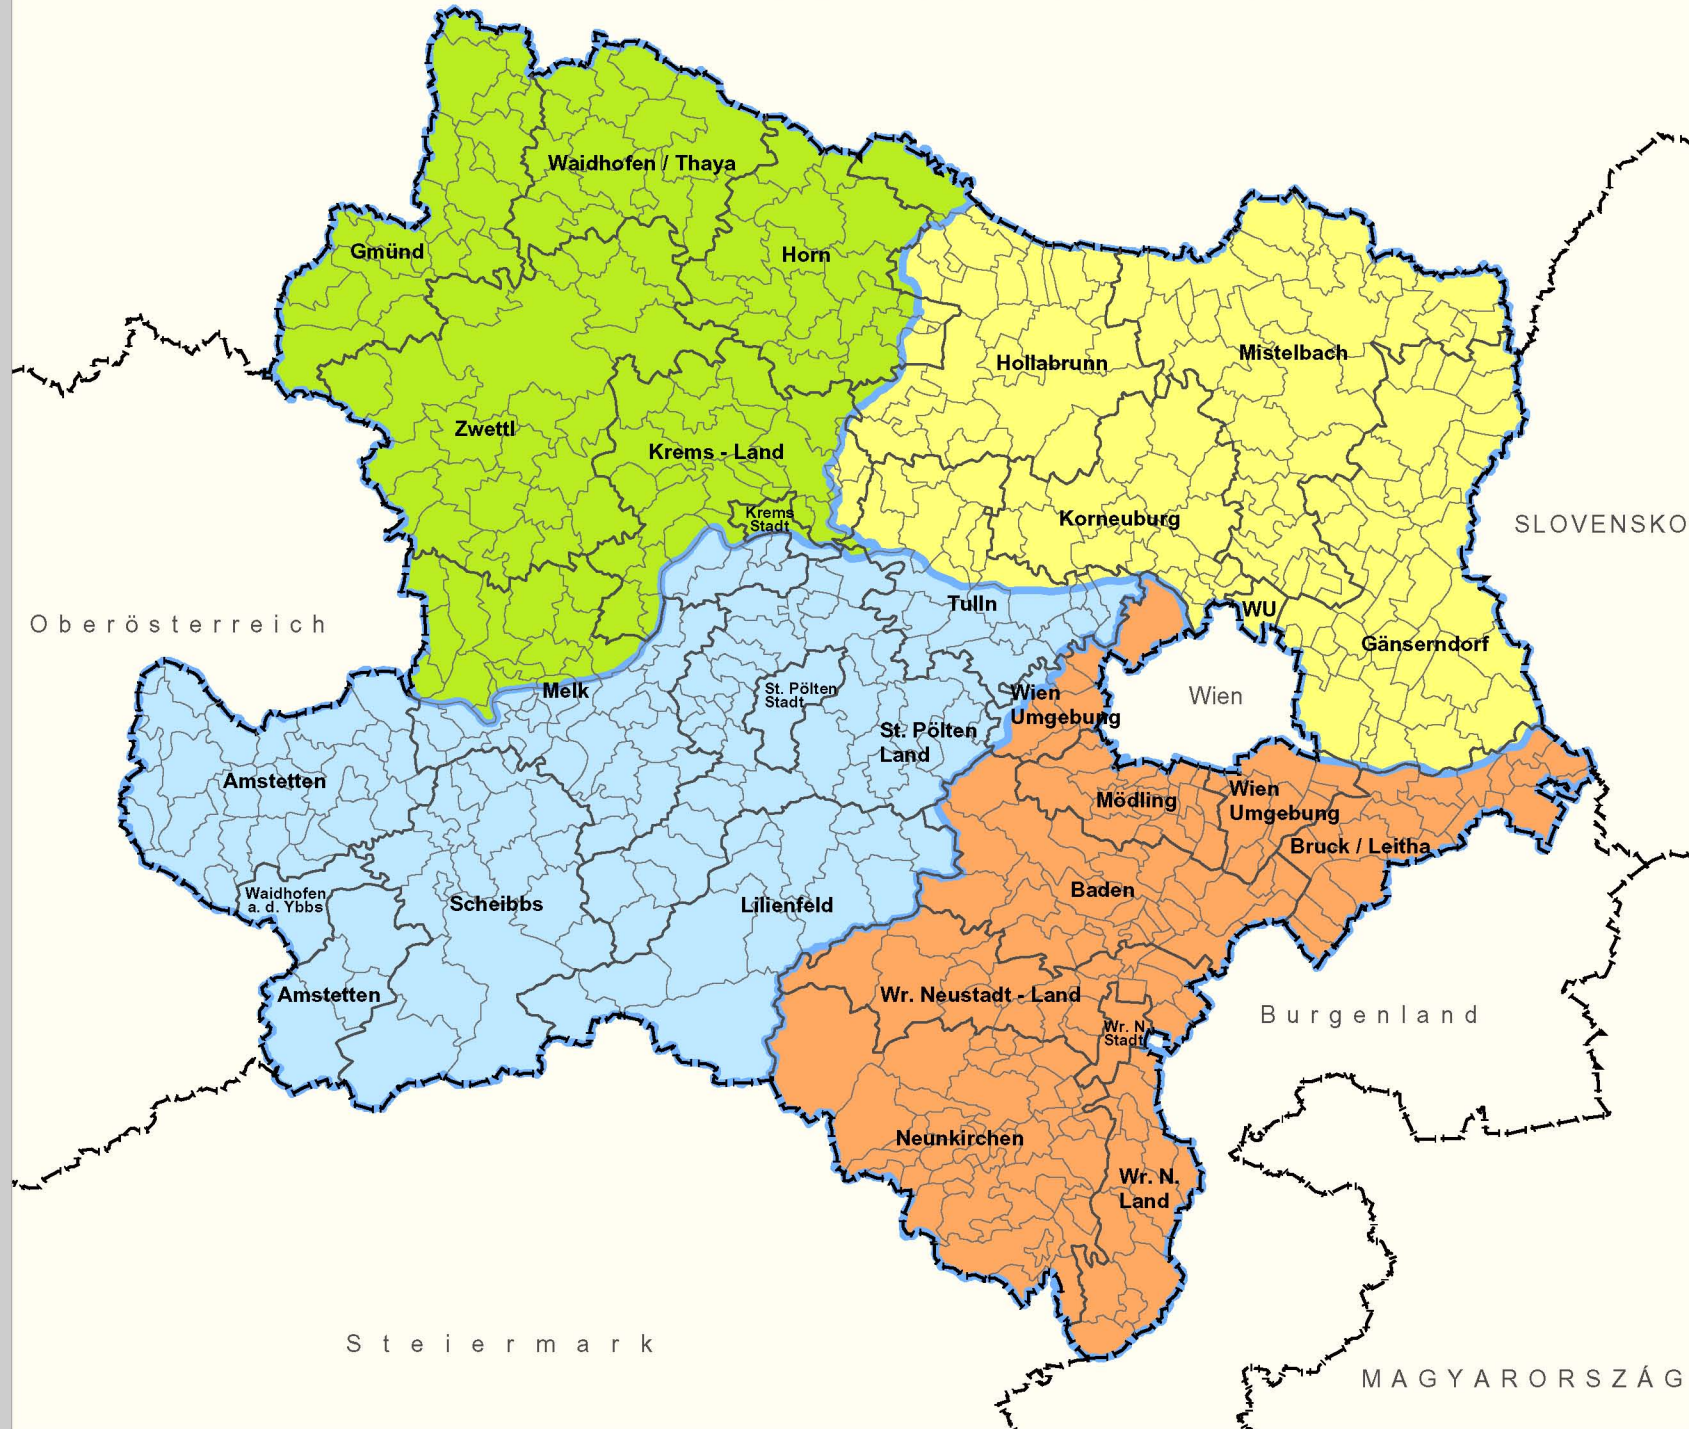 Waidhofen / Thaya
Gmünd
Horn
Hollabrunn
Mistelbach
Zwettl
Krems - Land
Krems
Stadt
Korneuburg
SLOVENSKO
Oberösterreich
Tulln
WU
Gänserndorf
Melk
St. Pölten
Stadt
Wien
Umgebung
Wien
St. Pölten
Land
Amstetten
Mödling
Wien
Umgebung
Bruck / Leitha
Waidhofen
a. d. Ybbs
Scheibbs
Lilienfeld
Baden
Amstetten
Wr. Neustadt - Land
Wr. N.
Stadt
Burgenland
Neunkirchen
Wr. N.
Land
Steiermark
MAGYARORSZÁG